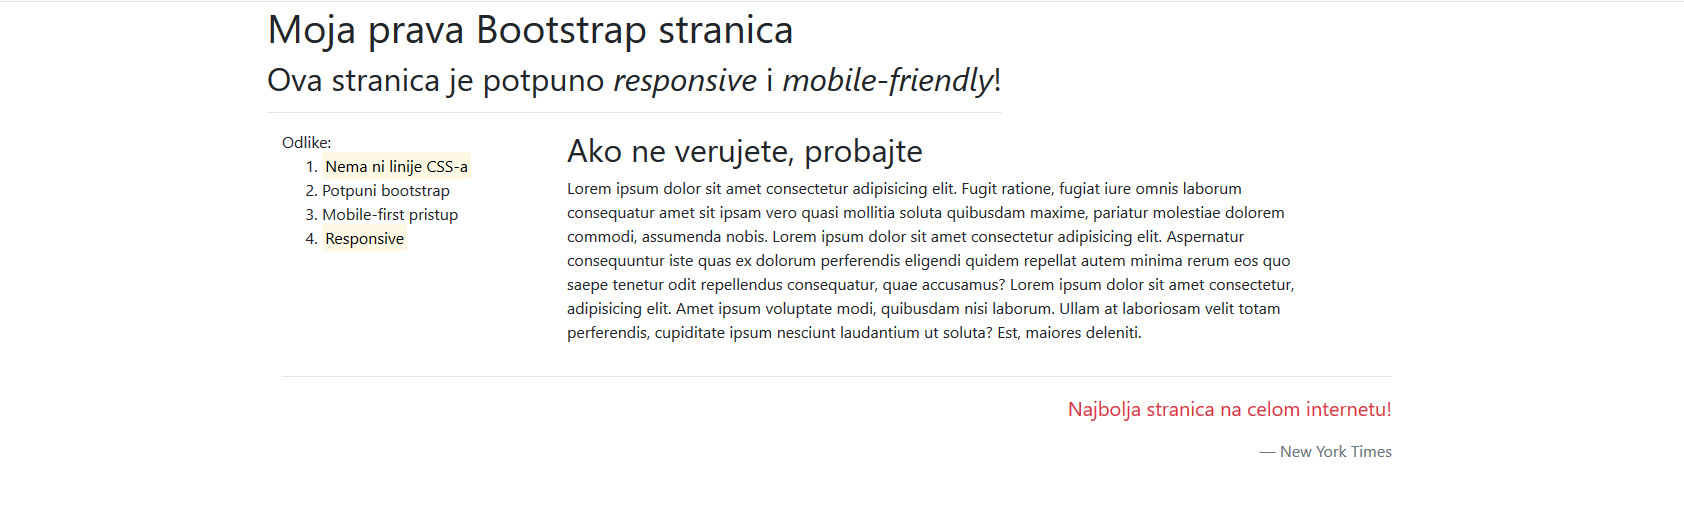 Moja prava Bootstrap stranica
Ova stranica je potpuno responsive i mobile-friendly!
Odlike:
1. Nema ni linije CSS-a
2. Potpuni bootstrap
3. Mobile-first pristup
4. Responsive
Ako ne verujete, probajte
Lorem ipsum dolor sit amet consectetur adipisicing elit. Fugit ratione, fugiat iure omnis laborum
consequatur amet sit ipsam vero quasi mollitia soluta quibusdam maxime, pariatur molestiae dolorem
commodi, assumenda nobis. Lorem ipsum dolor sit amet consectetur adipisicing elit. Aspernatur
consequuntur iste quas ex dolorum perferendis eligendi quidem repellat autem minima rerum eos quo
saepe tenetur odit repellendus consequatur, quae accusamus? Lorem ipsum dolor sit amet consectetur,
adipisicing elit. Amet ipsum voluptate modi, quibusdam nisi laborum. Ullam at laboriosam velit totam
perferendis, cupiditate ipsum nesciunt laudantium ut soluta? Est, maiores deleniti.
Najbolja stranica na celom internetu!
— New York Times